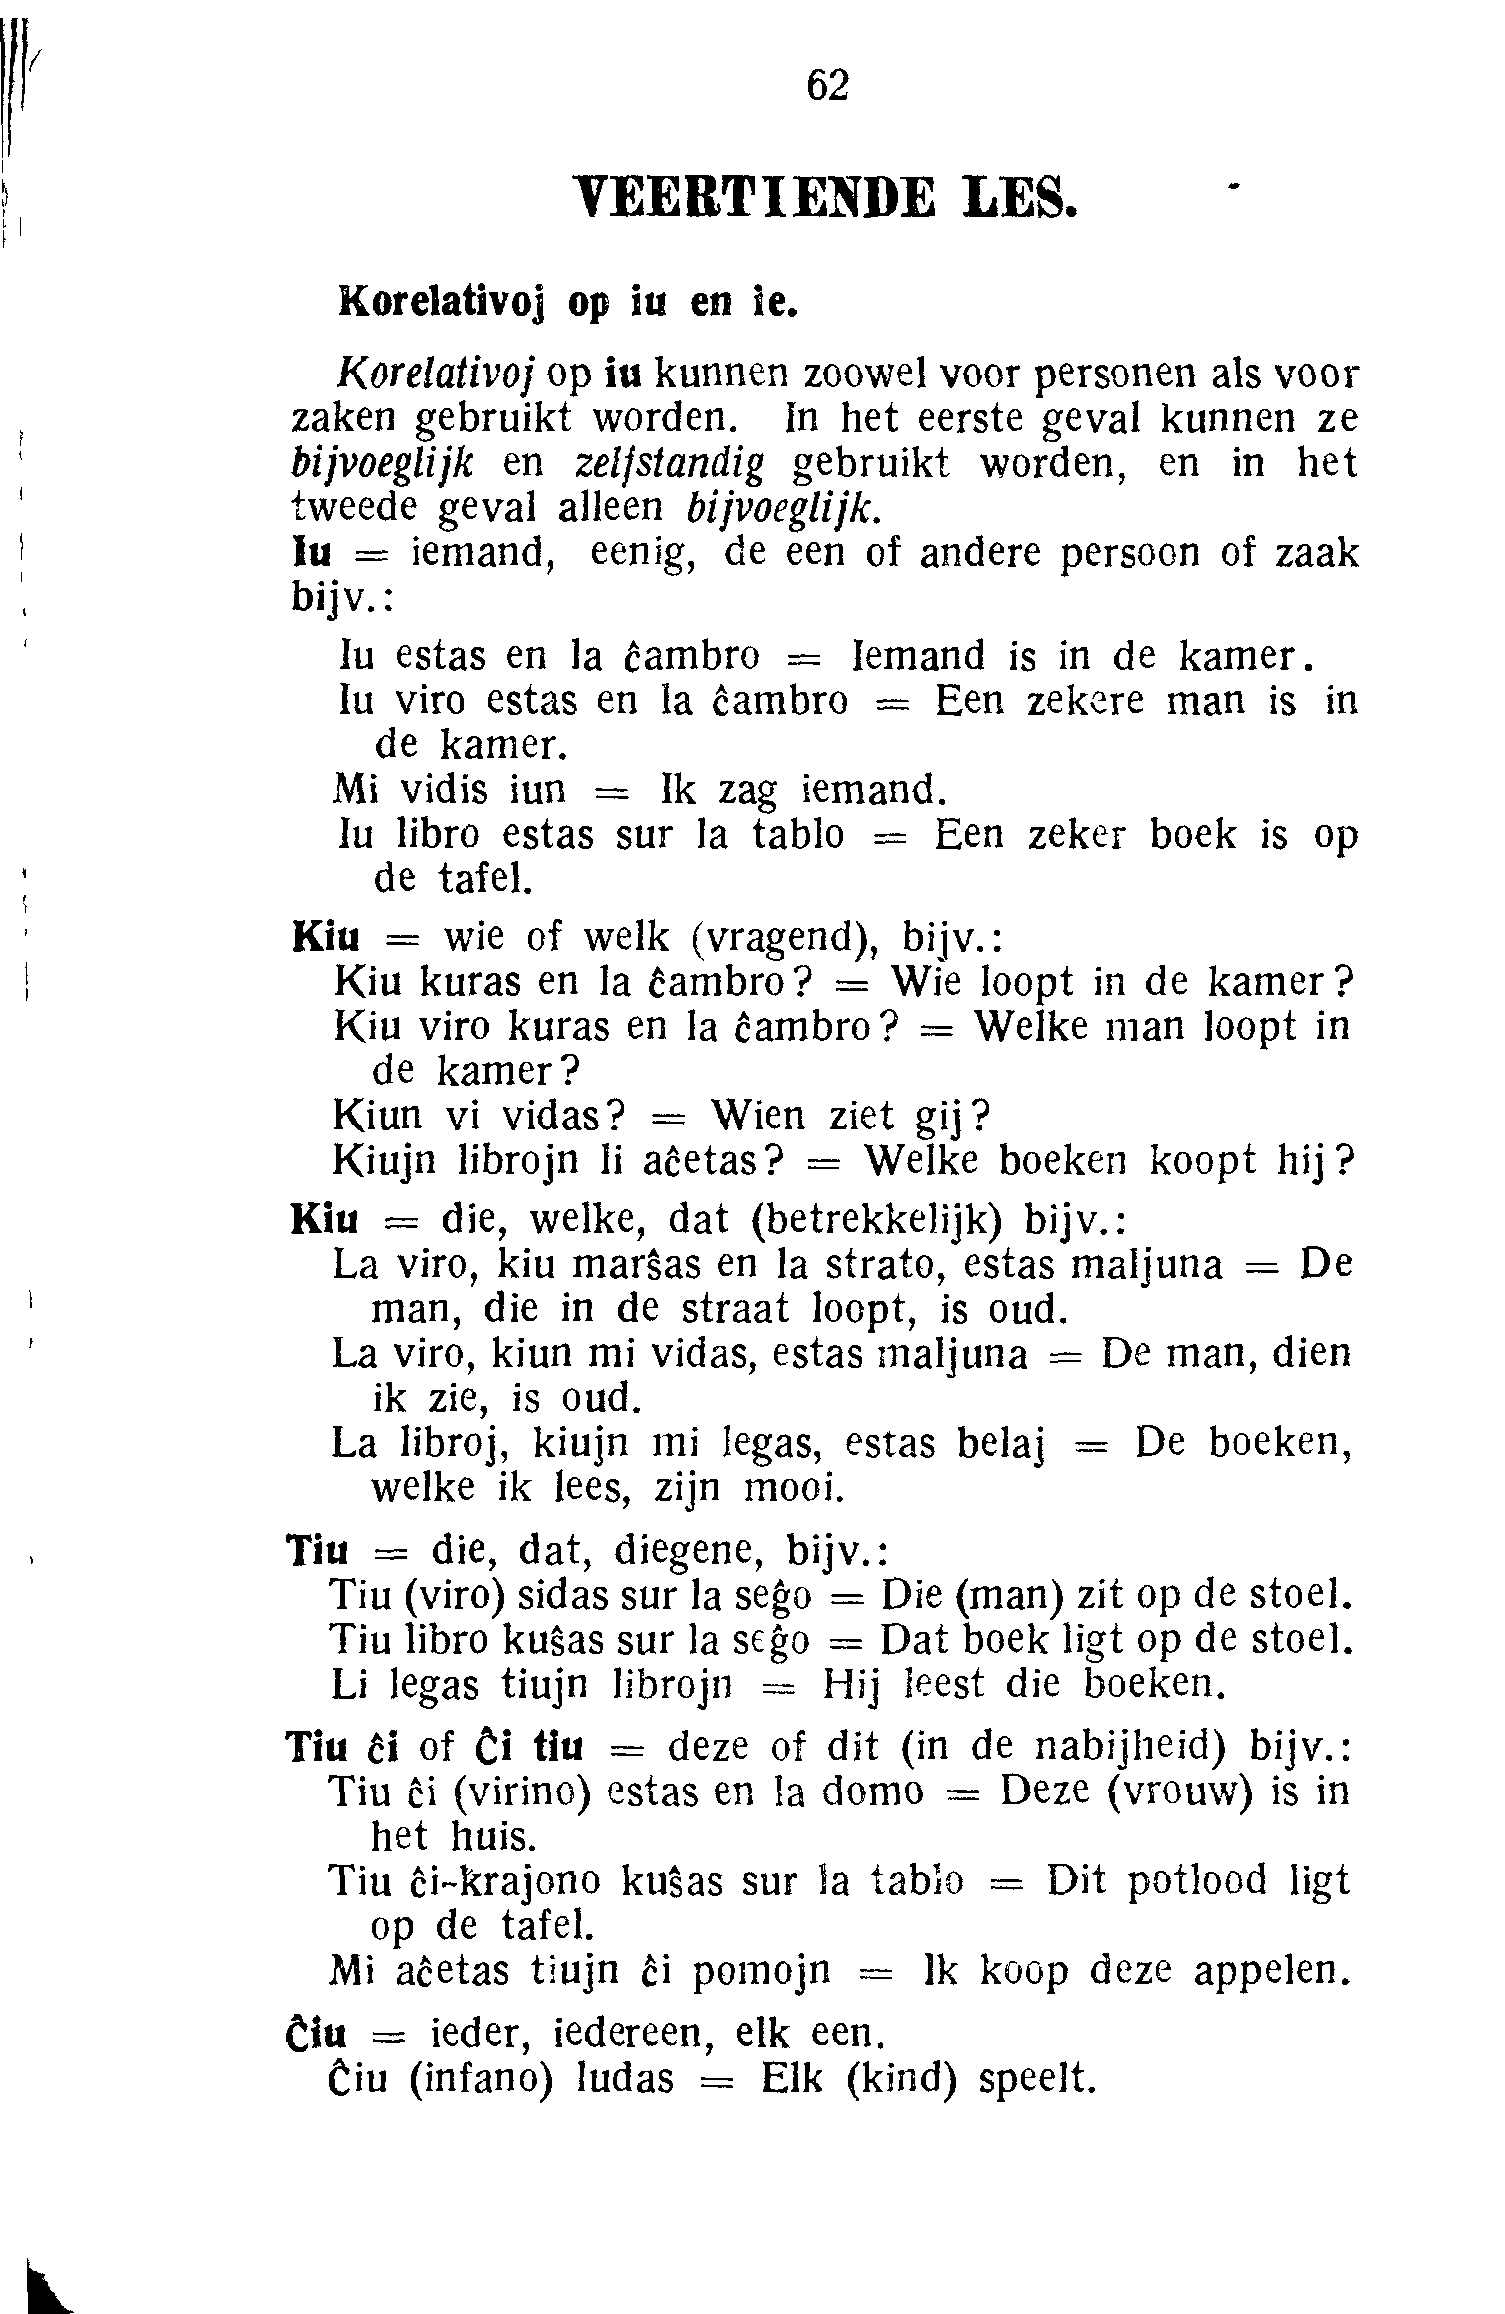 62
VEERTIENDE LES.
Korelativoj op iu en ie.
Korelativoj op iu kunnen zoowel voor personen als voor
zaken gebruikt worden. In het eerste geval kunnen ze
bijvoeglijk en zelfstandig gebruikt worden, en in het
tweede geval alleen bijvoeglijk.
Iu = iemand, eenig, de een of andere persoon of zaak
bijv.:
Iu estas en la ĉambro = Iemand is in de kamer.
Iu viro estas en la ĉambro = Een zekere man is in
de kamer.
Mi vidis iun = Ik zag iemand.
Iu libro estas sur la tablo = Een zeker boek is op
de tafel.
Kiu = wie of welk (vragend), bijv.:
Kiu kuras en la ĉambro? = Wie loopt in de kamer?
Kiu viro kuras en la ĉambro? = Welke man loopt in
de kamer?
Kiun vi vidas? = Wien ziet gij?
Kiujn librojn li aĉetas? = Welke boeken koopt hij?
Kiu = die, welke, dat (betrekkelijk) bijv.:
La viro, kiu marŝas en la strato, estas maljuna = De
man, die in de straat loopt, is oud.
La viro, kiun mi vidas, estas maljuna = De man, dien
ik zie, is oud.
La libroj, kiujn mi legas, estas belaj = De boeken,
welke ik lees, zijn mooi.
Tiu = die, dat, diegene, bijv.:
Tiu (viro) sidas sur la seĝo = Die (man) zit op de stoel.
Tiu libro kuŝas sur la seĝo = Dat boek ligt op de stoel.
Li legas tiujn librojn = Hij leest die boeken.
Tiu ĉi of Ĉi tiu = deze of dit (in de nabijheid) bijv.:
Tiu ĉi (virino) estas en la domo = Deze (vrouw) is in
het huis.
Tiu ĉi-krajono kuŝas sur la tablo = Dit potlood ligt
op de tafel.
Mi aĉetas tiujn ĉi pomojn = Ik koop deze appelen.
Ĉiu = ieder, iedereen, elk een.
Ĉiu (infano) ludas = Elk (kind) speelt.